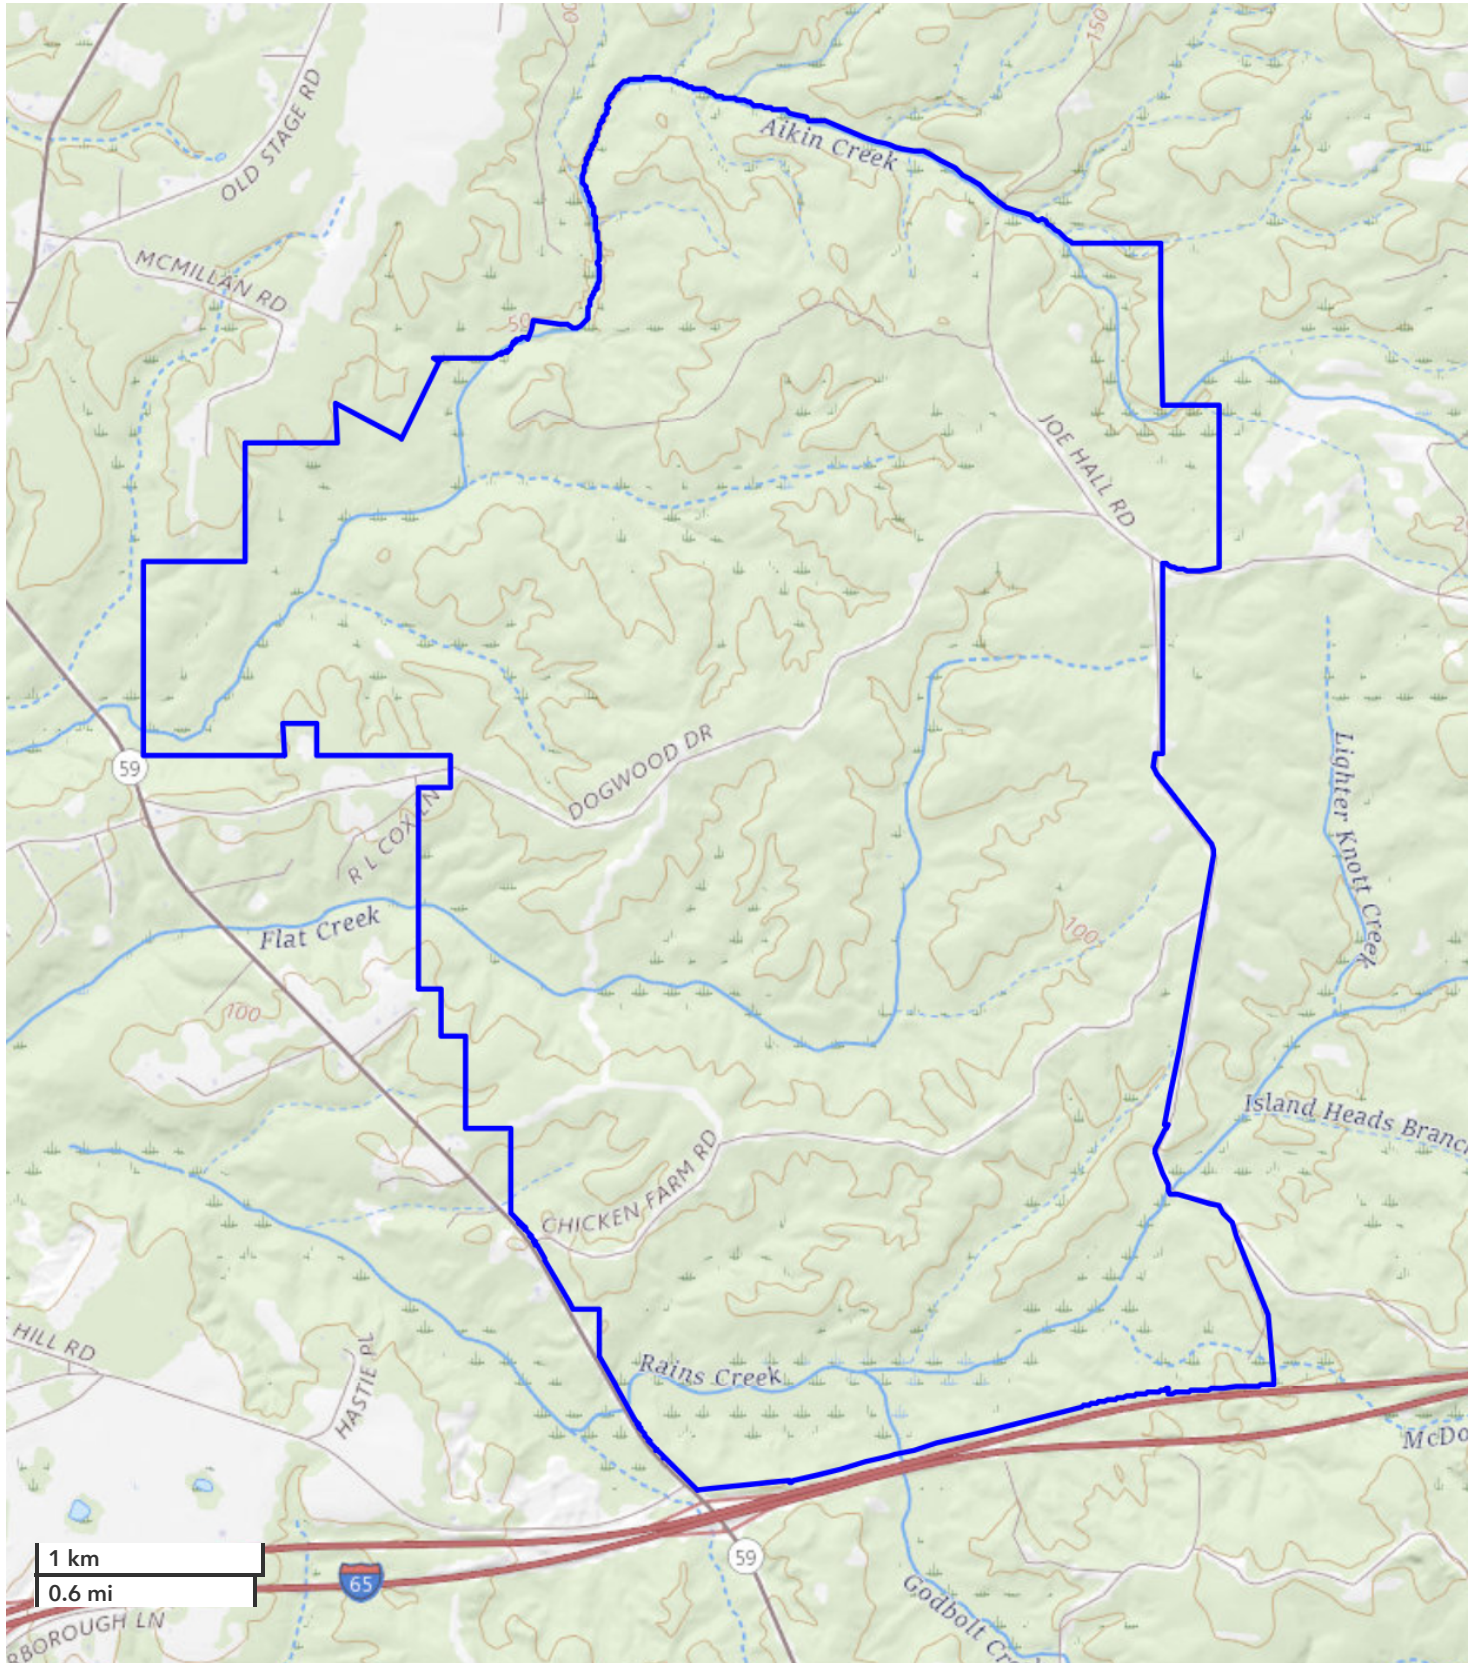 150
OLD STAGE RD
Aikin Creek
MCMILLAN RD
50
JOE HALL RD
59
DOGWOOD DR
R L COX LN
Lighter Knott Creek
Flat Creek
100
100
Island Heads Branc
CHICKEN FARM RD
HILL RD
HASTIE PL
Rains Creek
McDo
1 km
0.6 mi
65
59
Godbolt Cre
RBOROUGH LN